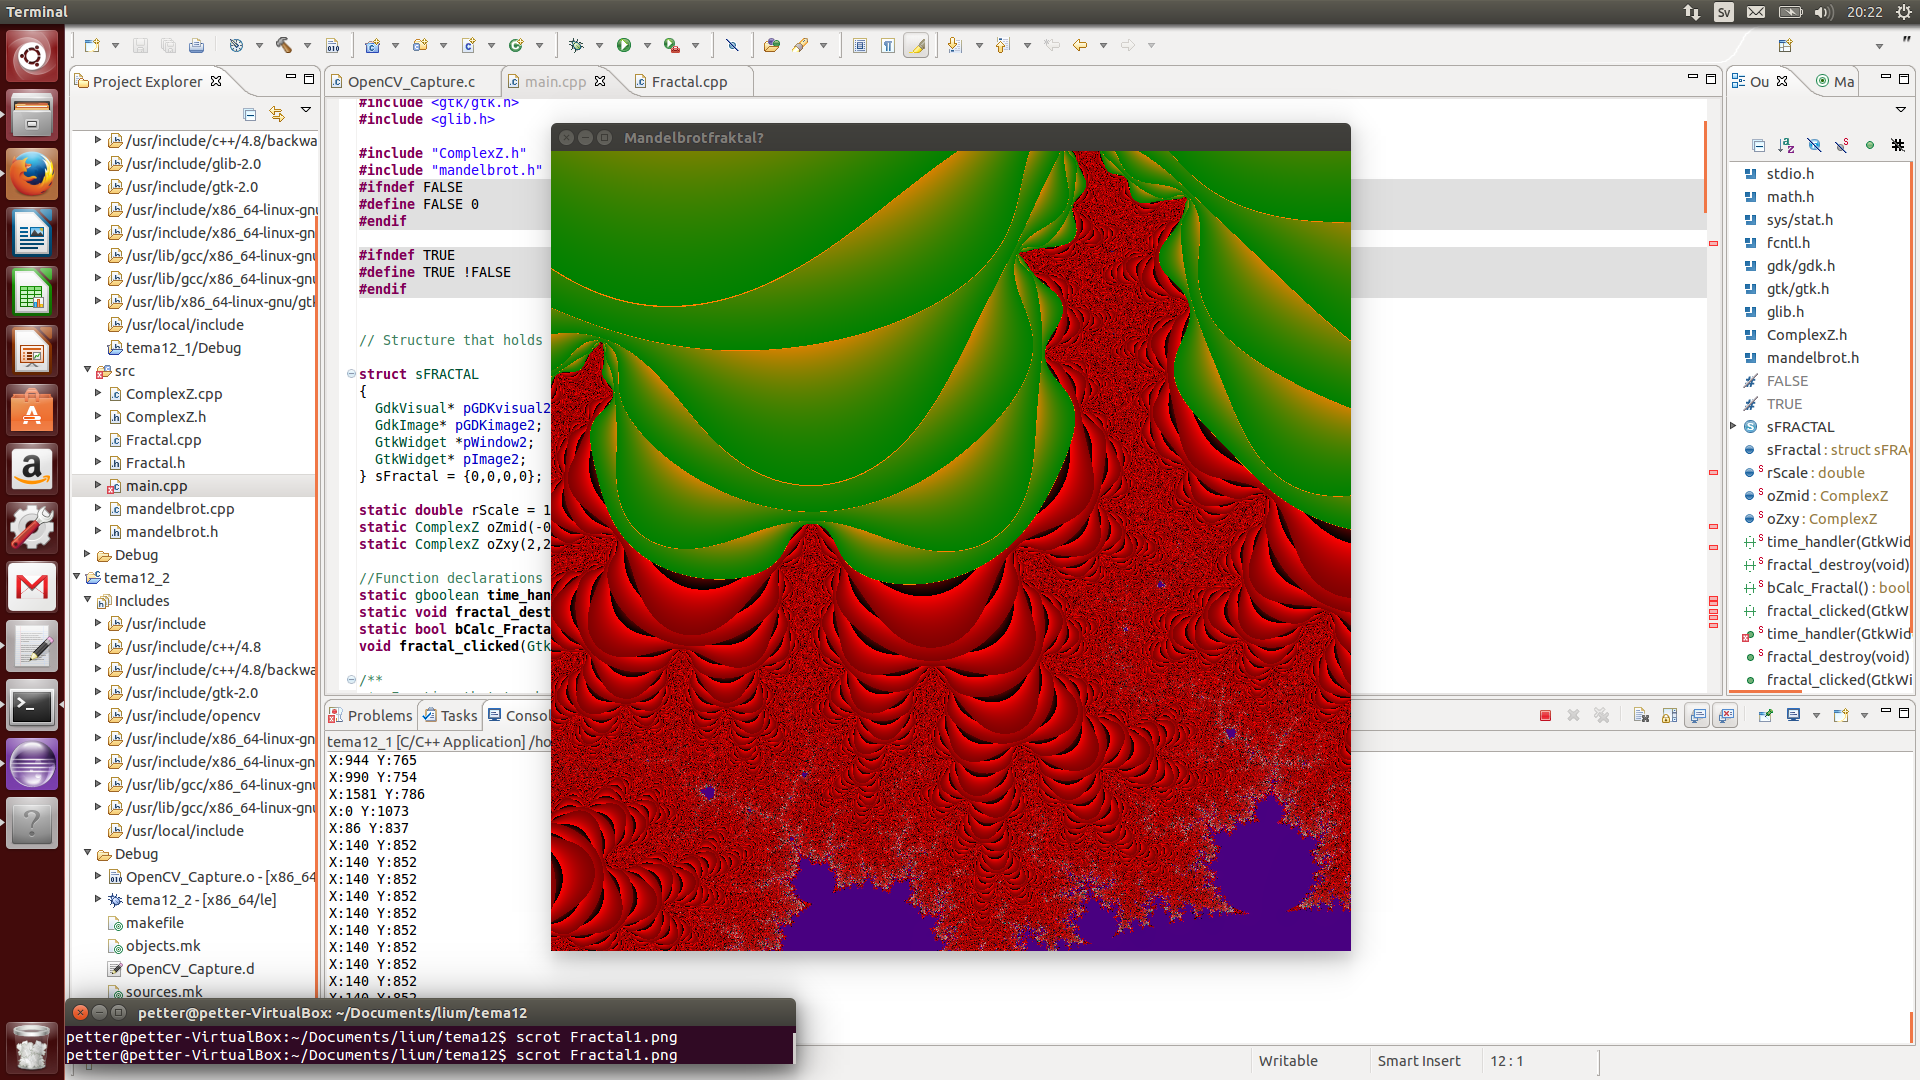 Terminal
Sv
20:22
Project Explorer
/usr/include/c++/4.8/backwa
/usr/include/glib-2.0
/usr/include/gtk-2.0
/usr/include/x86_64-linux-gnu
/usr/include/x86_64-linux-gn
/usr/lib/gcc/x86_64-linux-gnu
/usr/lib/gcc/x86_64-linux-gn
/usr/lib/x86_64-linux-gnu/gtk
/usr/local/include
tema12_1/Debug
src
ComplexZ.cpp
ComplexZ.h
Fractal.cpp
Fractal.h
main.cpp
mandelbrot.cpp
mandelbrot.h
Debug
tema12_2
Includes
/usr/include
/usr/include/c++/4.8
/usr/include/c++/4.8/backwa
/usr/include/gtk-2.0
/usr/include/opencv
/usr/include/x86_64-linux-gn
/usr/include/x86_64-linux-gn
/usr/lib/gcc/x86_64-linux-gnu
/usr/lib/gcc/x86_64-linux-gn
/usr/local/include
Debug
OpenCV_Capture.o - [x86_64
tema12_2 - [x86_64/le]
makefile
objects.mk
OpenCV_Capture.d
sources.mk
OpenCV_Capture.c
main.cpp
Fractal.cpp
#include <gtk/gtk.h>
#include <glib.h>
#include "ComplexZ.h"
#include "mandelbrot.h"
#ifndef FALSE
#define FALSE 0
#endif
#ifndef TRUE
#define TRUE !FALSE
#endif
// Structure that holds
struct sFRACTAL
{
GdkVisual* pGDKvisual2
GdkImage* pGDKimage2;
GtkWidget *pWindow2;
GtkWidget* pImage2;
} sFractal = {0,0,0,0};
static double rScale = 1
static ComplexZ oZmid(-0
static ComplexZ oZxy(2,2
//Function declarations
static gboolean time_han
static void fractal_dest
static bool bCalc_Fracta
void fractal_clicked(Gtk
/**
Mandelbrotfraktal?
Problems
Tasks
Consol
tema12_1 [C/C++ Application] /ho
X:944 Y:765
X:990 Y:754
X:1581 Y:786
X:0 Y:1073
X:86 Y:837
X:140 Y:852
X:140 Y:852
X:140 Y:852
X:140 Y:852
X:140 Y:852
X:140 Y:852
X:140 Y:852
X:140 Y:852
X:140 Y:852
X:140 Y:852
Ou
Ma
stdio.h
math.h
sys/stat.h
fcntl.h
gdk/gdk.h
gtk/gtk.h
glib.h
ComplexZ.h
mandelbrot.h
FALSE
TRUE
sFRACTAL
sFractal : struct sFRA
rScale : double
oZmid : ComplexZ
oZxy : ComplexZ
time_handler(GtkWid
fractal_destroy(void)
bCalc_Fractal() : bool
fractal_clicked(GtkW
time_handler(GtkWid
fractal_destroy(void)
fractal_clicked(GtkWi
petter@petter-VirtualBox: ~/Documents/lium/tema12
petter@petter-VirtualBox:~/Documents/lium/tema12$ scrot Fractal1.png
petter@petter-VirtualBox:~/Documents/lium/tema12$ scrot Fractal1.png
Writable
Smart Insert
12 : 1